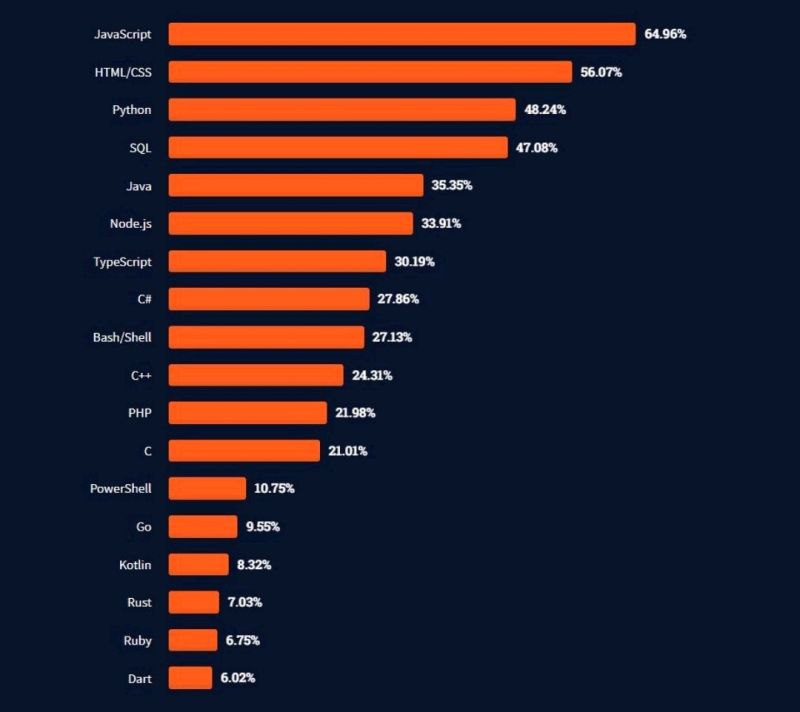 JavaScript 64.96%
HTML/CSS 56.07%
Python 48.24%
SQL 47.08%
Java 35.35%
Node.js 33.91%
TypeScript 30.19%
C# 27.86%
Bash/Shell 27.13%
C++ 24.31%
PHP 21.98%
C 21.01%
PowerShell 10.75%
Go 9.55%
Kotlin 8.32%
Rust 7.03%
Ruby 6.75%
Dart 6.02%